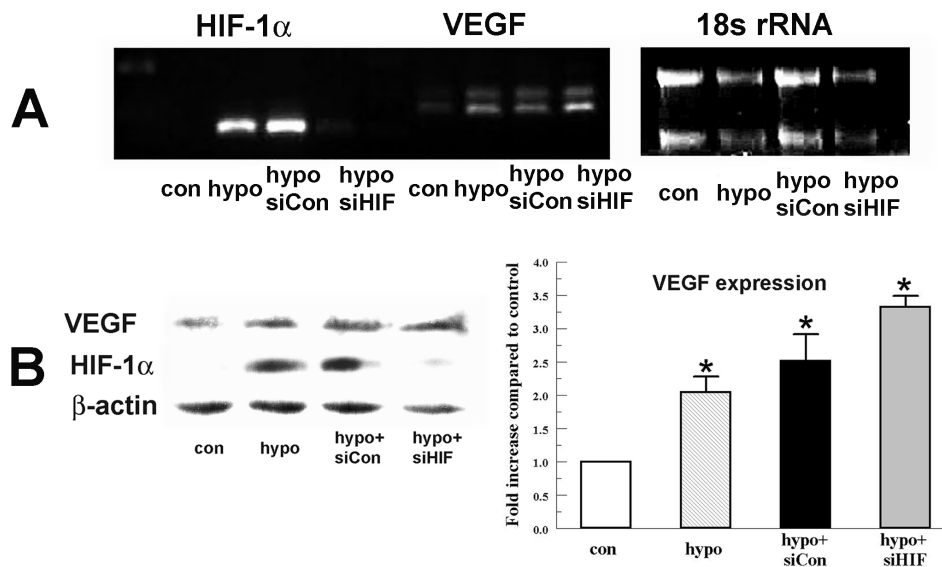 HIF-1α VEGF 18s rRNA
A
con hypo hypo siCon hypo siHIF con hypo hypo siCon hypo siHIF con hypo hypo siCon hypo siHIF
B
VEGF
HIF-1α
β-actin
con hypo hypo+ siCon hypo+ siHIF
VEGF expression
Fold increase compared to control
4.0
3.5
3.0
2.5
2.0
1.5
1.0
0.5
0.0
* * *
con hypo hypo+ siCon hypo+ siHIF